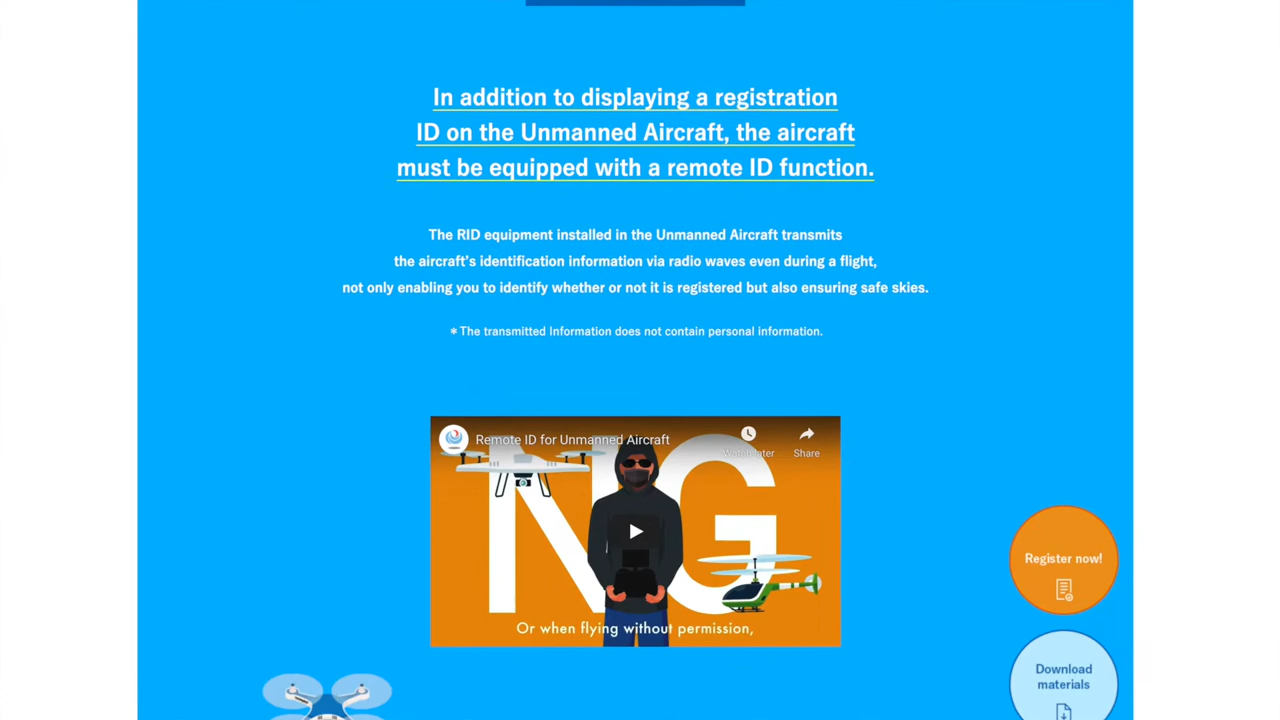 In addition to displaying a registration
ID on the Unmanned Aircraft, the aircraft
must be equipped with a remote ID function.
The RID equipment installed in the Unmanned Aircraft transmits
the aircraft's identification information via radio waves even during a flight,
not only enabling you to identify whether or not it is registered but also ensuring safe skies.
* The transmitted Information does not contain personal information.
Remote ID for Unmanned Aircraft
Watch later
Share
NG
Or when flying without permission,
Register now!
Download
materials